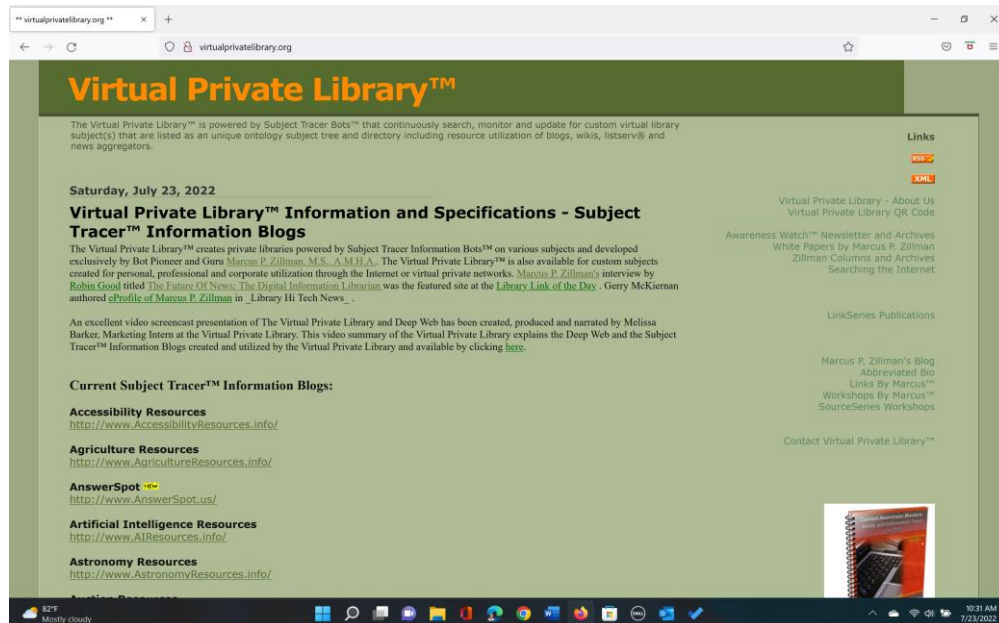 ** virtualprivatelibrary.org **
virtualprivatelibrary.org
Virtual Private Library™
The Virtual Private Library™ is powered by Subject Tracer Bots™ that continuously search, monitor and update for custom virtual library
subject(s) that are listed as an unique ontology subject tree and directory including resource utilization of blogs, wikis, listserv® and
news aggregators.
Saturday, July 23, 2022
Virtual Private Library™ Information and Specifications - Subject
Tracer™ Information Blogs
The Virtual Private Library™ creates private libraries powered by Subject Tracer Information Bots™ on various subjects and developed
exclusively by Bot Pioneer and Guru Marcus P. Zillman, M.S., A.M.H.A.. The Virtual Private Library™ is also available for custom subjects
created for personal, professional and corporate utilization through the Internet or virtual private networks. Marcus P. Zillman's interview by
Robin Good titled The Future Of News: The Digital Information Librarian was the featured site at the Library Link of the Day . Gerry McKiernan
authored eProfile of Marcus P. Zillman in _Library Hi Tech News_ .
An excellent video screencast presentation of The Virtual Private Library and Deep Web has been created, produced and narrated by Melissa
Barker, Marketing Intern at the Virtual Private Library. This video summary of the Virtual Private Library explains the Deep Web and the Subject
Tracer™ Information Blogs created and utilized by the Virtual Private Library and available by clicking here.
Current Subject Tracer™ Information Blogs:
Accessibility Resources
http://www.AccessibilityResources.info/
Agriculture Resources
http://www.AgricultureResources.info/
AnswerSpot NEW
http://www.AnswerSpot.us/
Artificial Intelligence Resources
http://www.AIResources.info/
Astronomy Resources
http://www.AstronomyResources.info/
Auction Resources
Links
RSS
XML
Virtual Private Library - About Us
Virtual Private Library QR Code
Awareness Watch™ Newsletter and Archives
White Papers by Marcus P. Zillman
Zillman Columns and Archives
Searching the Internet
LinkSeries Publications
Marcus P. Zillman's Blog
Abbreviated Bio
Links By Marcus™
Workshops By Marcus™
SourceSeries Workshops
Contact Virtual Private Library™
82°F
Mostly cloudy
10:31 AM
7/23/2022